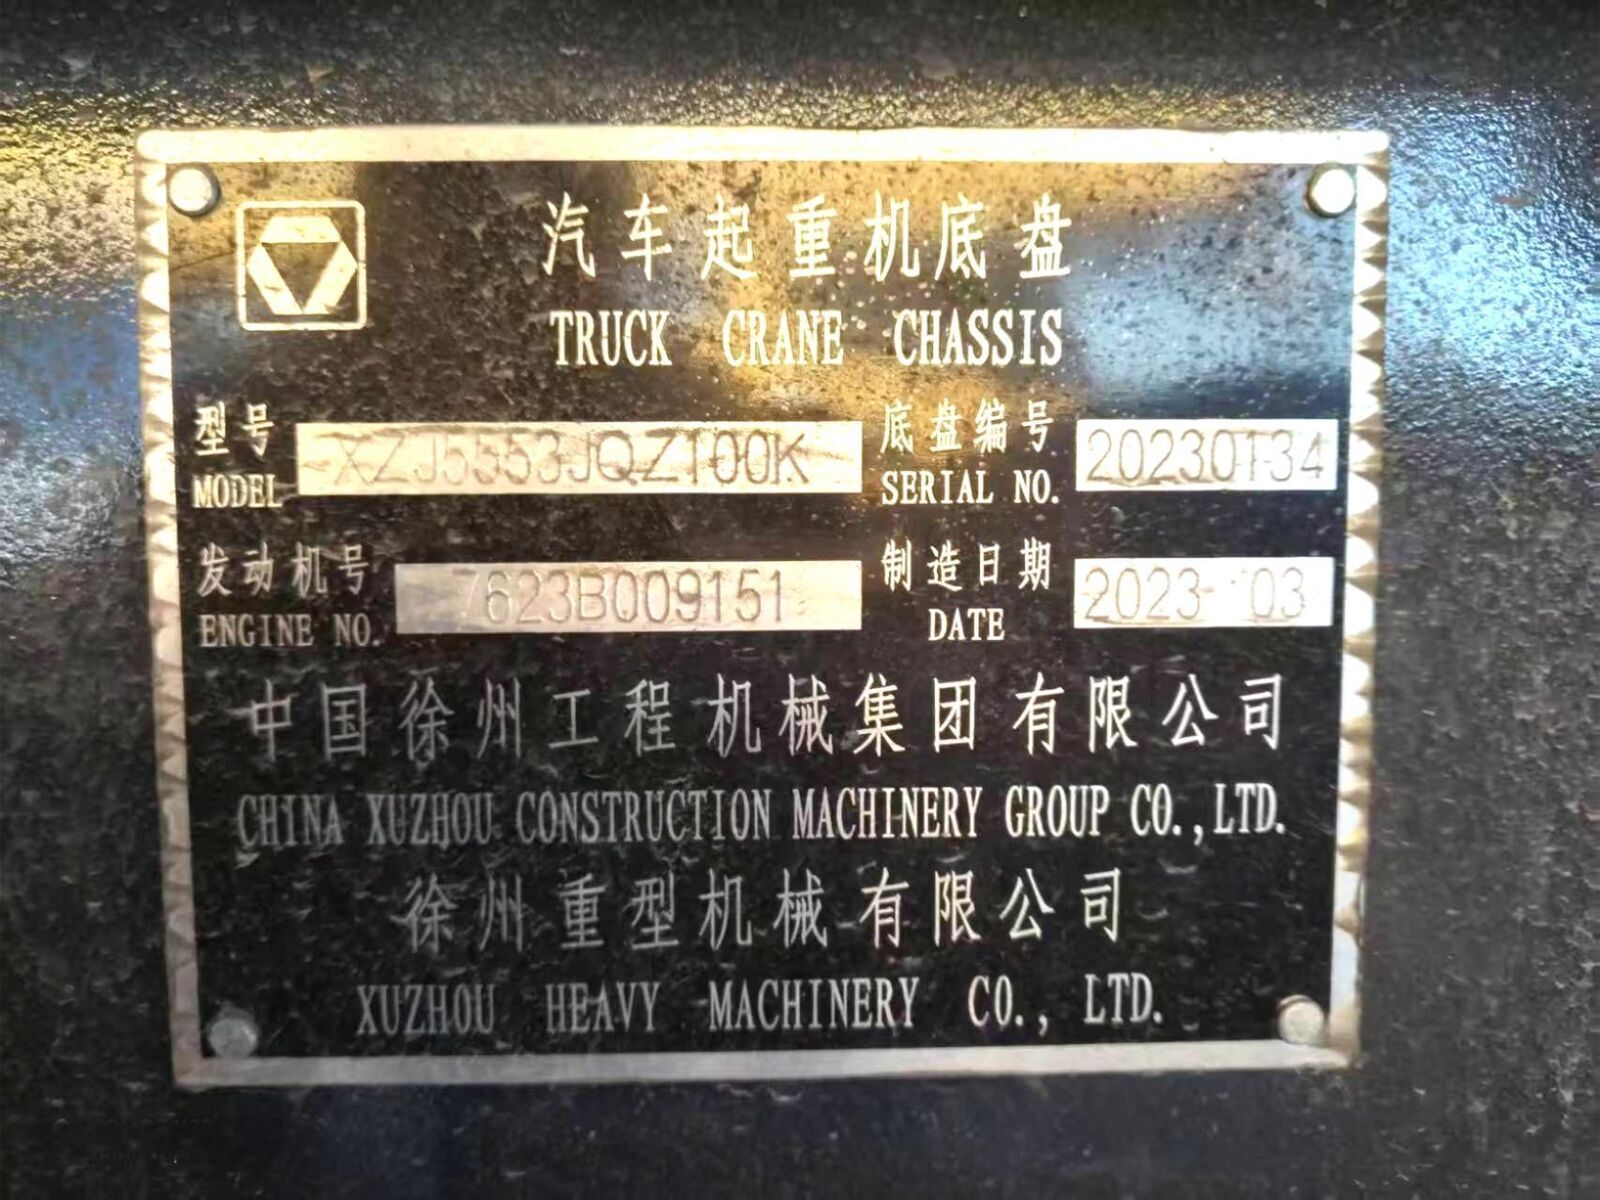 汽车起重机底盘
TRUCK CRANE CHASSIS
型号 XZJ5553JQZ100K 底盘编号 20230134
MODEL SERIAL NO.
发动机号 7623B009151 制造日期 2023 03
ENGINE NO. DATE
中国徐州工程机械集团有限公司
CHINA XUZHOU CONSTRUCTION MACHINERY GROUP CO.,LTD.
徐州重型机械有限公司
XUZHOU HEAVY MACHINERY CO., LTD.